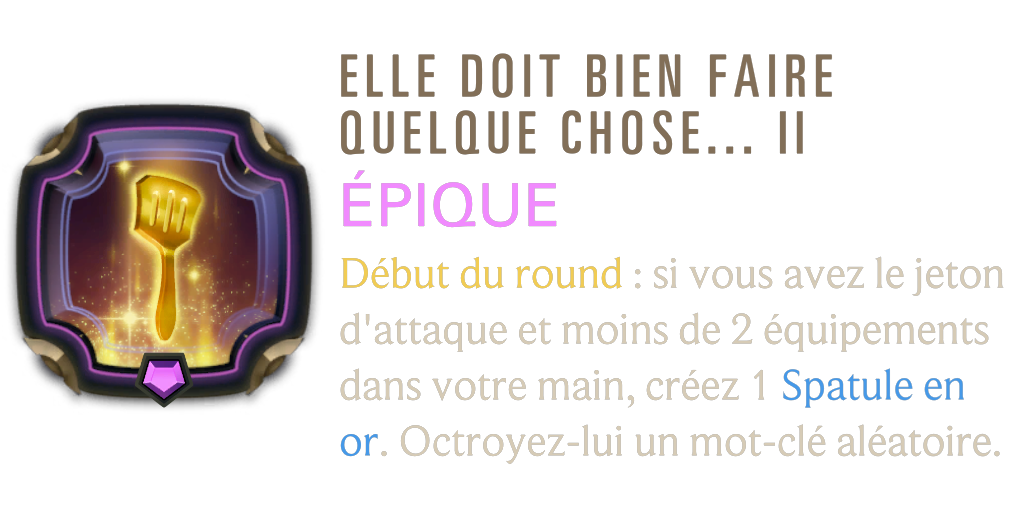 ELLE DOIT BIEN FAIRE
QUELQUE CHOSE... II
ÉPIQUE
Début du round : si vous avez le jeton
d'attaque et moins de 2 équipements
dans votre main, créez 1 Spatule en
or. Octroyez-lui un mot-clé aléatoire.